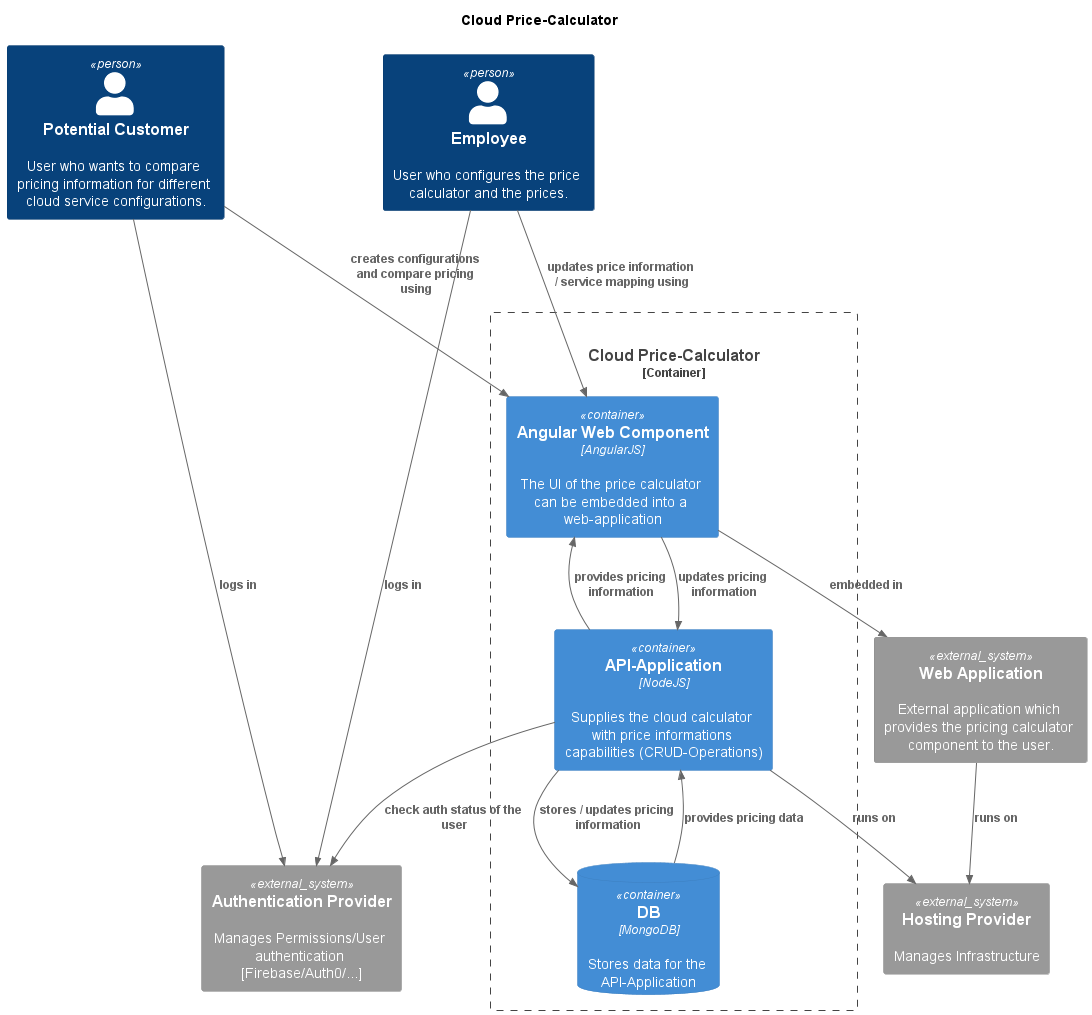 Cloud Price-Calculator
«person»
Potential Customer
User who wants to compare
pricing information for different
cloud service configurations.
«person»
Employee
User who configures the price
calculator and the prices.
creates configurations
and compare pricing
using
updates price information
/ service mapping using
Cloud Price-Calculator
[Container]
«container»
Angular Web Component
[AngularJS]
The UI of the price calculator
can be embedded into a
web-application
logs in
logs in
provides pricing
information
updates pricing
information
embedded in
«container»
API-Application
[NodeJS]
Supplies the cloud calculator
with price informations
capabilities (CRUD-Operations)
«external_system»
Web Application
External application which
provides the pricing calculator
component to the user.
check auth status of the
user
stores / updates pricing
information
provides pricing data
runs on
runs on
«external_system»
Authentication Provider
Manages Permissions/User
authentication
[Firebase/Auth0/...]
«container»
DB
[MongoDB]
Stores data for the
API-Application
«external_system»
Hosting Provider
Manages Infrastructure